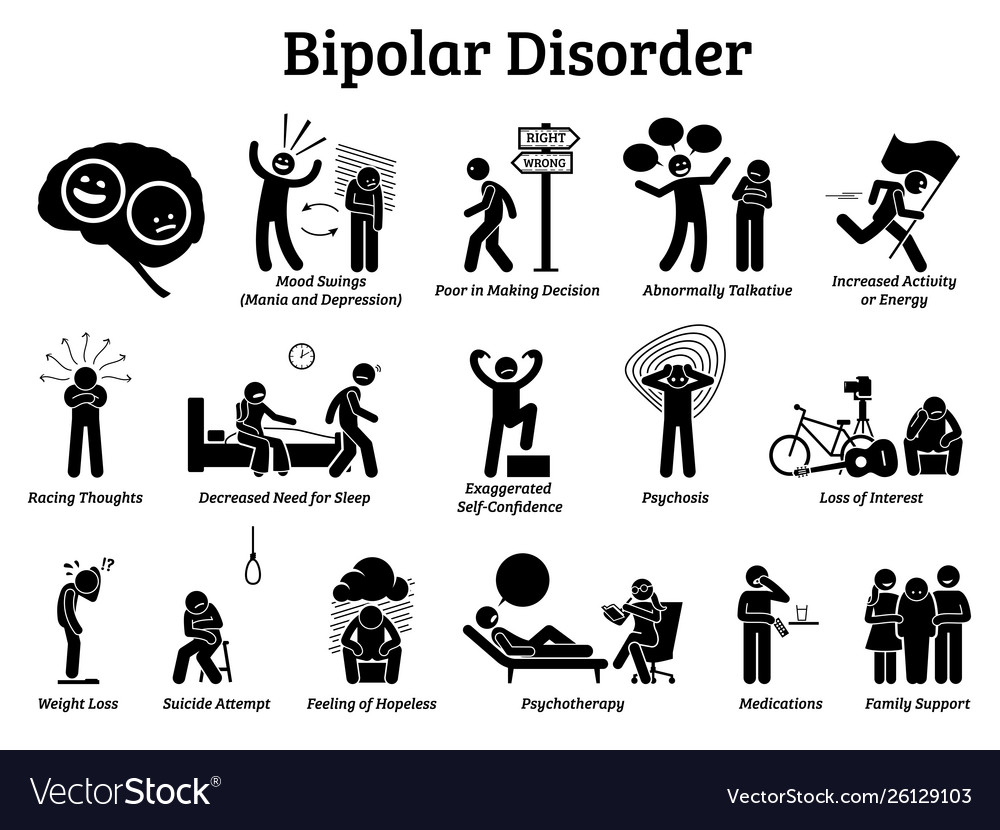 Bipolar Disorder
RIGHT
WRONG
Mood Swings
(Mania and Depression)
Poor in Making Decision
Abnormally Talkative
Increased Activity
or Energy
Racing Thoughts
Decreased Need for Sleep
Exaggerated
Self-Confidence
Psychosis
Loss of Interest
!?
Weight Loss
Suicide Attempt
Feeling of Hopeless
Psychotherapy
Medications
Family Support
VectorStock®
VectorStock.com/26129103